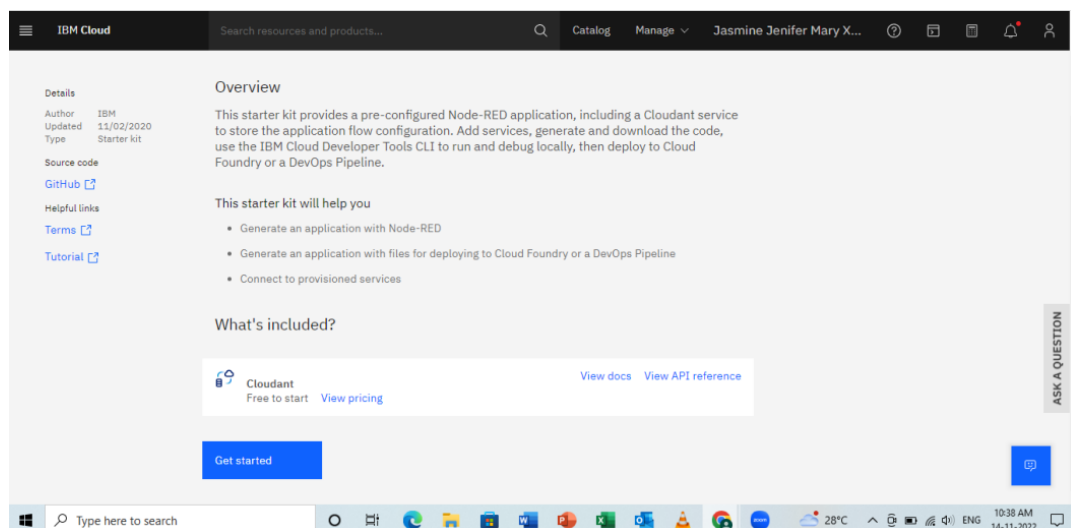 IBM Cloud
Search resources and products...
Catalog
Manage
Jasmine Jenifer Mary X...
Details
Author IBM
Updated 11/02/2020
Type Starter kit
Source code
GitHub
Helpful links
Terms
Tutorial
Overview
This starter kit provides a pre-configured Node-RED application, including a Cloudant service
to store the application flow configuration. Add services, generate and download the code,
use the IBM Cloud Developer Tools CLI to run and debug locally, then deploy to Cloud
Foundry or a DevOps Pipeline.
This starter kit will help you
• Generate an application with Node-RED
• Generate an application with files for deploying to Cloud Foundry or a DevOps Pipeline
• Connect to provisioned services
What's included?
Cloudant
Free to start View pricing
View docs View API reference
Get started
ASK A QUESTION
Type here to search
zoom
28°C
ENG
10:38 AM
14-11-2022